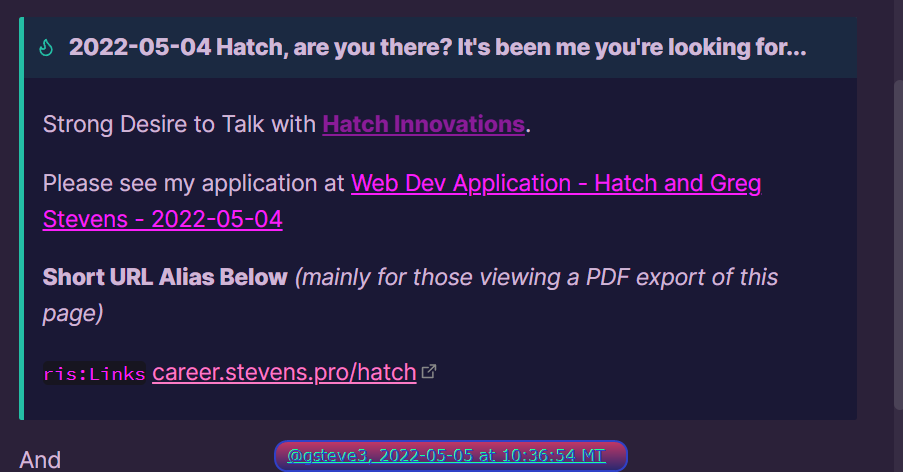 2022-05-04 Hatch, are you there? It's been me you're looking for...
Strong Desire to Talk with Hatch Innovations.
Please see my application at Web Dev Application - Hatch and Greg
Stevens - 2022-05-04
Short URL Alias Below (mainly for those viewing a PDF export of this
page)
ris:Links career.stevens.pro/hatch
And
@gsteve3, 2022-05-05 at 10:36:54 MT